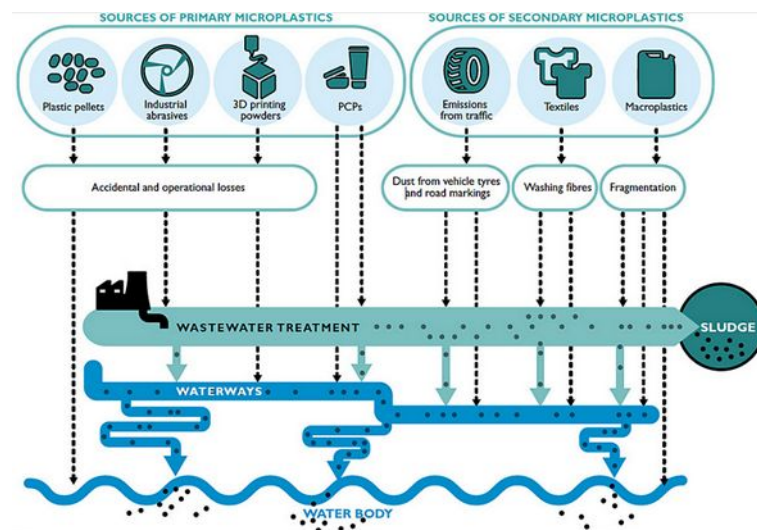 SOURCES OF PRIMARY MICROPLASTICS
SOURCES OF SECONDARY MICROPLASTICS
Plastic pellets
Industrial
abrasives
3D printing
powders
PCPs
Emissions
from traffic
Textiles
Macroplastics
Accidental and operational losses
Dust from vehicle tyres
and road markings
Washing fibres
Fragmentation
WASTEWATER TREATMENT
SLUDGE
WATERWAYS
WATER BODY